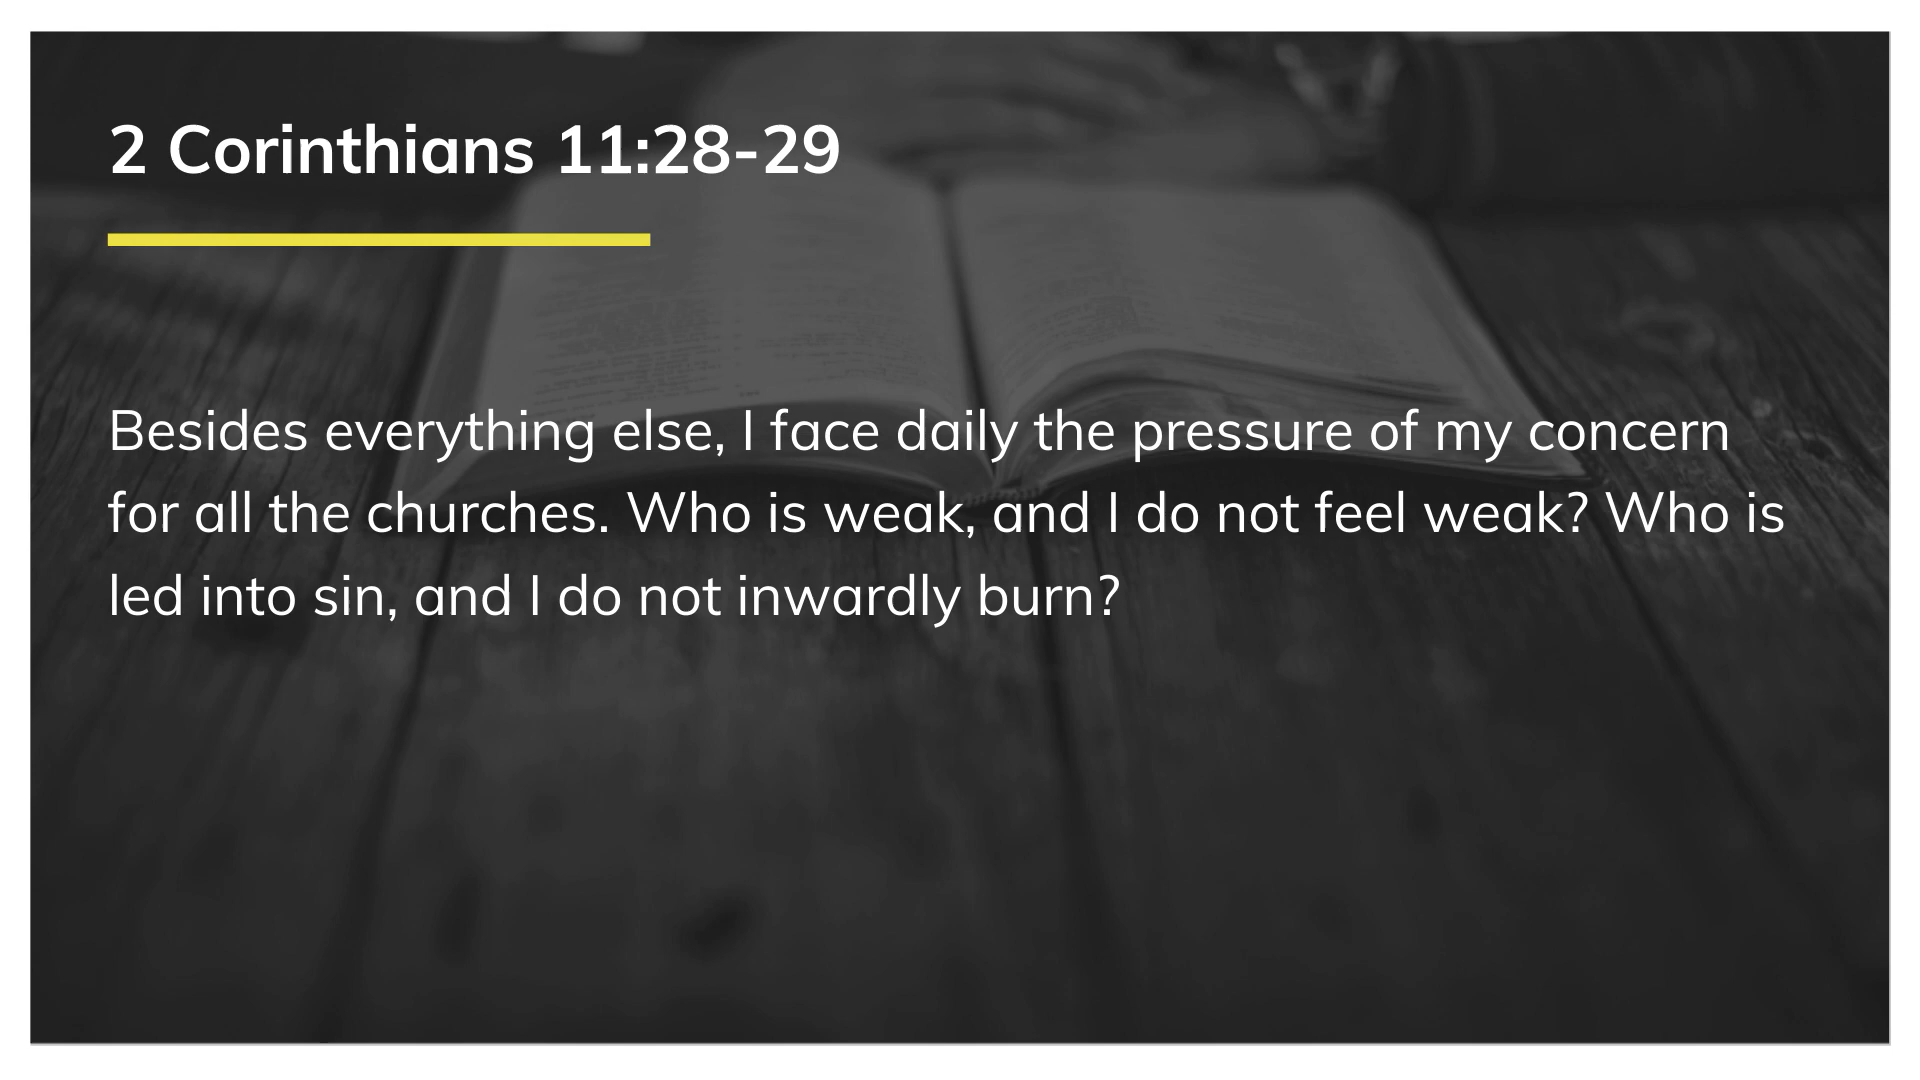 2 Corinthians 11:28-29
Besides everything else, I face daily the pressure of my concern
for all the churches. Who is weak, and I do not feel weak? Who is
led into sin, and I do not inwardly burn?